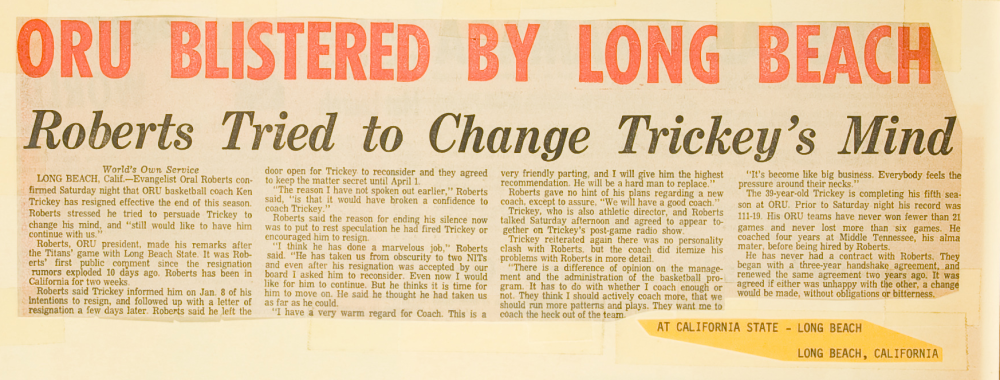 ORU BLISTERED BY LONG BEACH
Roberts Tried to Change Trickey's Mind
World's Own Service
LONG BEACH, Calif.—Evangelist Oral Roberts con-
firmed Saturday night that ORU basketball coach Ken
Trickey has resigned effective the end of this season.
Roberts stressed he tried to persuade Trickey to
change his mind, and "still would like to have him
continue with us."
Roberts, ORU president, made his remarks after
the Titans' game with Long Beach State. It was Rob-
erts' first public comment since the resignation
rumors exploded 10 days ago. Roberts has been in
California for two weeks.
Roberts said Trickey informed him on Jan. 8 of his
intentions to resign, and followed up with a letter of
resignation a few days later. Roberts said he left the
door open for Trickey to reconsider and they agreed
to keep the matter secret until April 1.
"The reason I have not spoken out earlier," Roberts
said, "is that it would have broken a confidence to
coach Trickey."
Roberts said the reason for ending his silence now
was to put to rest speculation he had fired Trickey or
encouraged him to resign.
"I think he has done a marvelous job," Roberts
said. "He has taken us from obscurity to two NITs
and even after his resignation was accepted by our
board I asked him to reconsider. Even now I would
like for him to continue. But he thinks it is time for
him to move on. He said he thought he had taken us
as far as he could.
"I have a very warm regard for Coach. This is a
very friendly parting, and I will give him the highest
recommendation. He will be a hard man to replace."
Roberts gave no hint of his plans regarding a new
coach, except to assure, "We will have a good coach."
Trickey, who is also athletic director, and Roberts
talked Saturday afternoon and agreed to appear to-
gether on Trickey's post-game radio show.
Trickey reiterated again there was no personality
clash with Roberts, but the coach did itemize his
problems with Roberts in more detail.
"There is a difference of opinion on the manage-
ment and the administration of the basketball pro-
gram. It has to do with whether I coach enough or
not. They think I should actively coach more, that we
should run more patterns and plays. They want me to
coach the heck out of the team.
"It's become like big business. Everybody feels the
pressure around their necks."
The 39-year-old Trickey is completing his fifth sea-
son at ORU. Prior to Saturday night his record was
111-19. His ORU teams have never won fewer than 21
games and never lost more than six games. He
coached four years at Middle Tennessee, his alma
mater, before being hired by Roberts.
He has never had a contract with Roberts. They
began with a three-year handshake agreement, and
renewed the same agreement two years ago. It was
agreed if either was unhappy with the other, a change
would be made, without obligations or bitterness.
AT CALIFORNIA STATE - LONG BEACH
LONG BEACH, CALIFORNIA